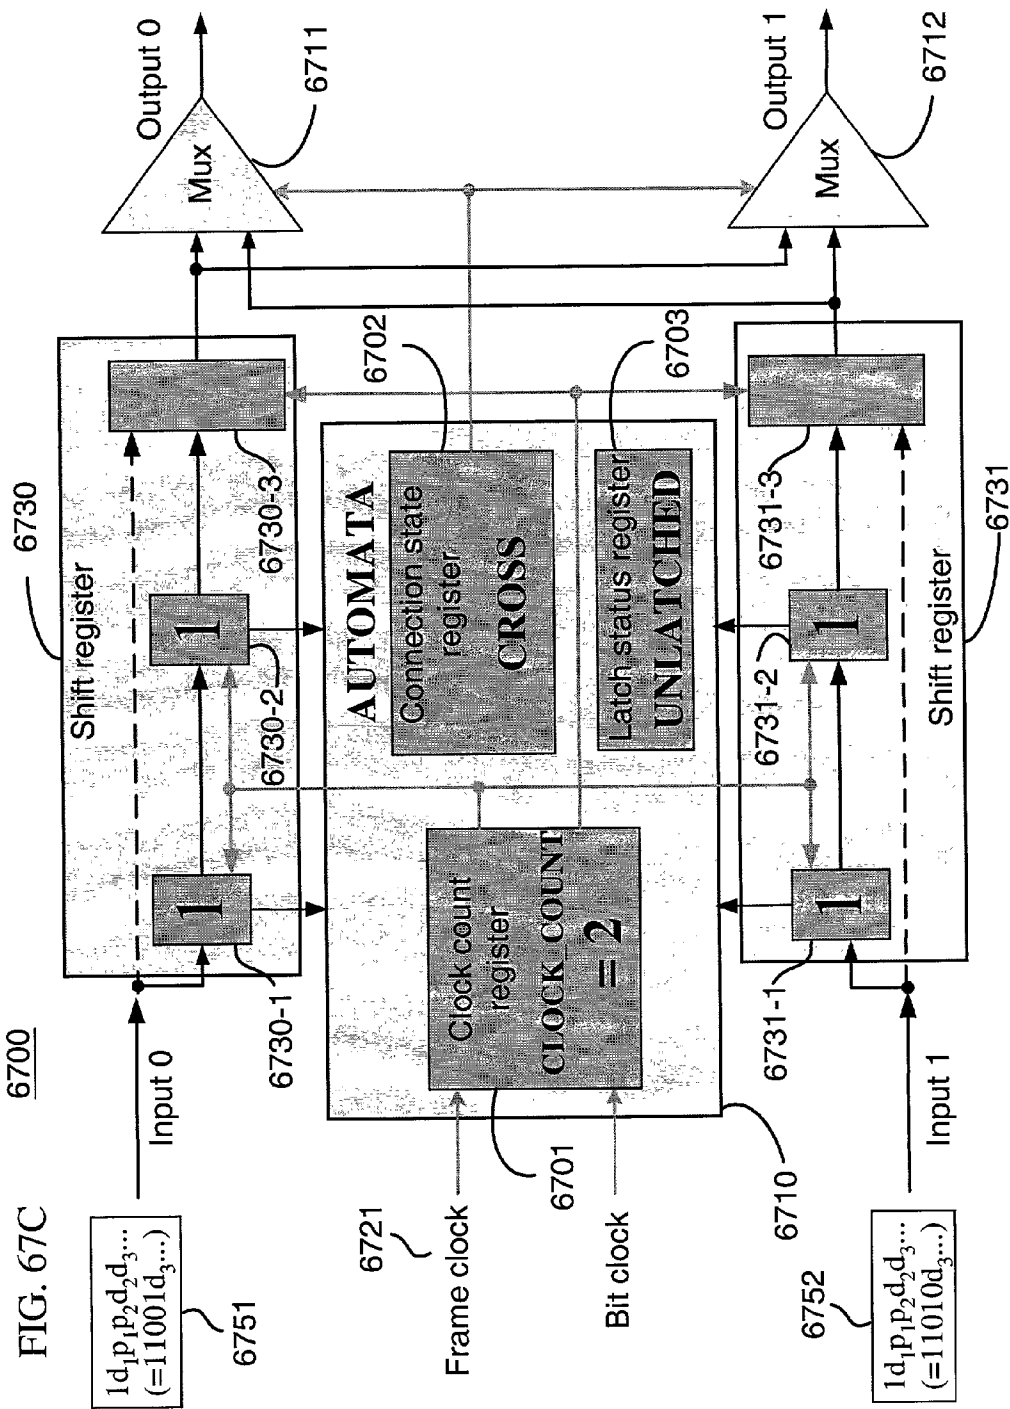 FIG. 67C
6700
1d₁p₁p₂d₂d₃...
(=11001d₃...)
6751
Input 0
6730
Shift register
1
6730-1
1
6730-2
6730-3
Output 0
Mux
6711
6721
Frame clock
Bit clock
6701
6710
Clock count
register
CLOCK_COUNT
= 2
AUTOMATA
Connection state
register
CROSS
6702
Latch status register
UNLATCHED
6703
1d₁p₁p₂d₂d₃...
(=11010d₃...)
6752
Input 1
6731-1
1
6731-2
1
6731-3
Shift register
6731
Output 1
Mux
6712